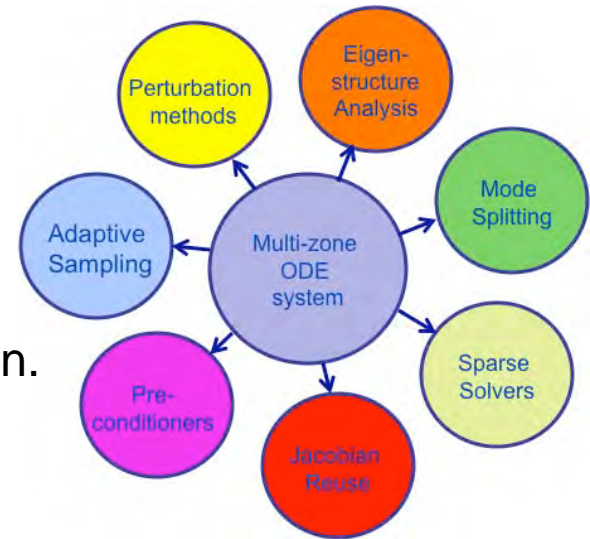 Eigen-
structure
Analysis
Perturbation
methods
Mode
Splitting
Adaptive
Sampling
Multi-zone
ODE
system
n.
Sparse
Solvers
Pre-
conditioners
Jacobian
Reuse